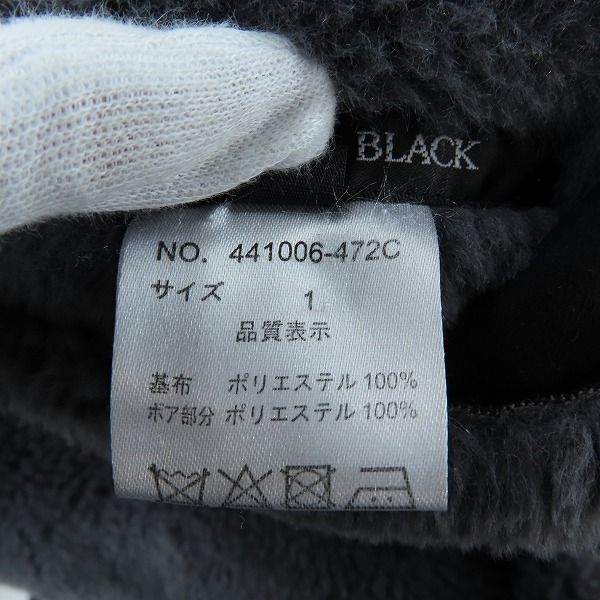 BLACK
NO. 441006-472C
サイズ 1
品質表示
基布 ポリエステル 100%
ボア部分 ポリエステル 100%